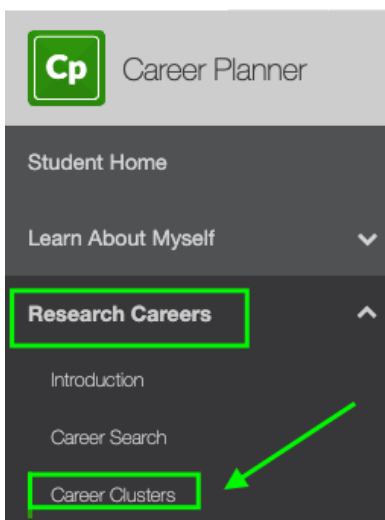 Cp Career Planner
Student Home
Learn About Myself
Research Careers
Introduction
Career Search
Career Clusters